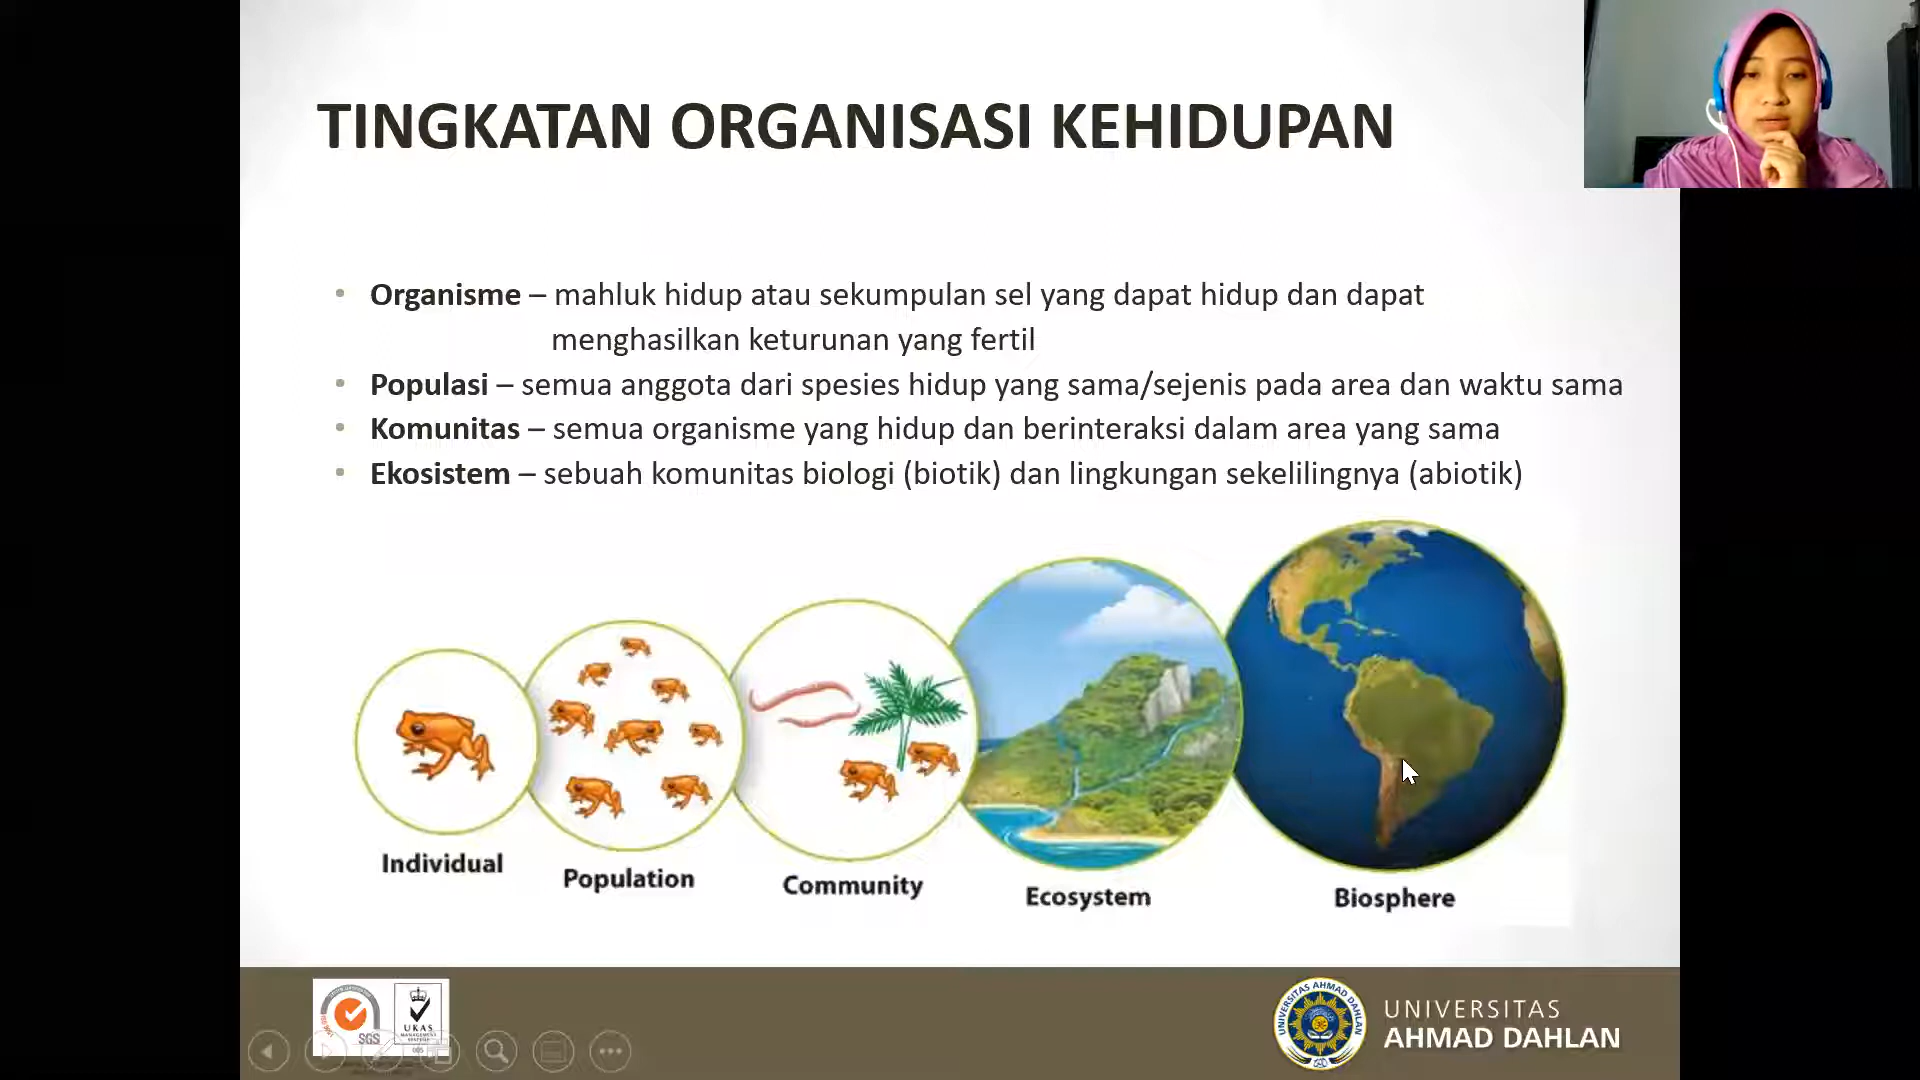 TINGKATAN ORGANISASI KEHIDUPAN
• Organisme – mahluk hidup atau sekumpulan sel yang dapat hidup dan dapat
menghasilkan keturunan yang fertil
• Populasi – semua anggota dari spesies hidup yang sama/sejenis pada area dan waktu sama
• Komunitas – semua organisme yang hidup dan berinteraksi dalam area yang sama
• Ekosistem – sebuah komunitas biologi (biotik) dan lingkungan sekelilingnya (abiotik)
Individual
Population
Community
Ecosystem
Biosphere
SGS
UKAS
MANAGEMENT
SYSTEMS
005
UNIVERSITAS AHMAD DAHLAN
UNIVERSITAS
AHMAD DAHLAN